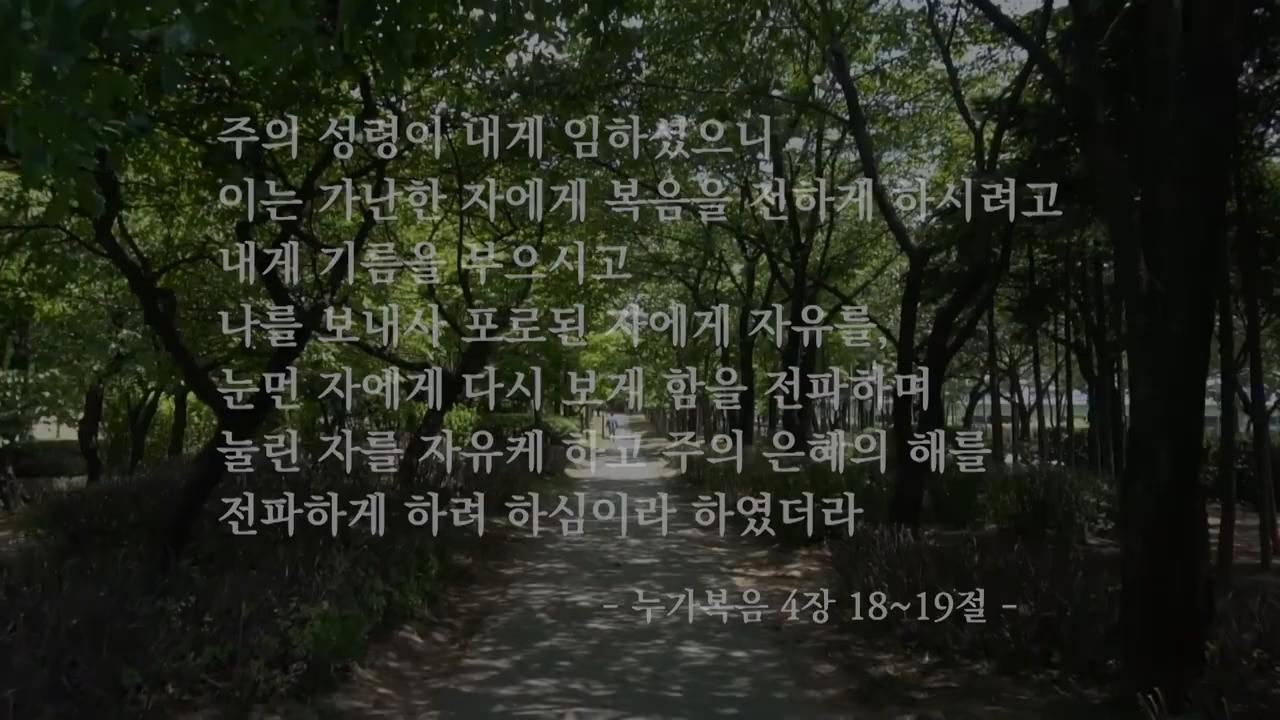 주의 성령이 내게 임하셨으니
이는 가난한 자에게 복음을 전하게 하시려고
내게 기름을 부으시고
나를 보내사 포로된 자에게 자유를,
눈먼 자에게 다시 보게 함을 전파하며
눌린 자를 자유케 하고 주의 은혜의 해를
전파하게 하려 하심이라 하였더라
- 누가복음 4장 18~19절 -